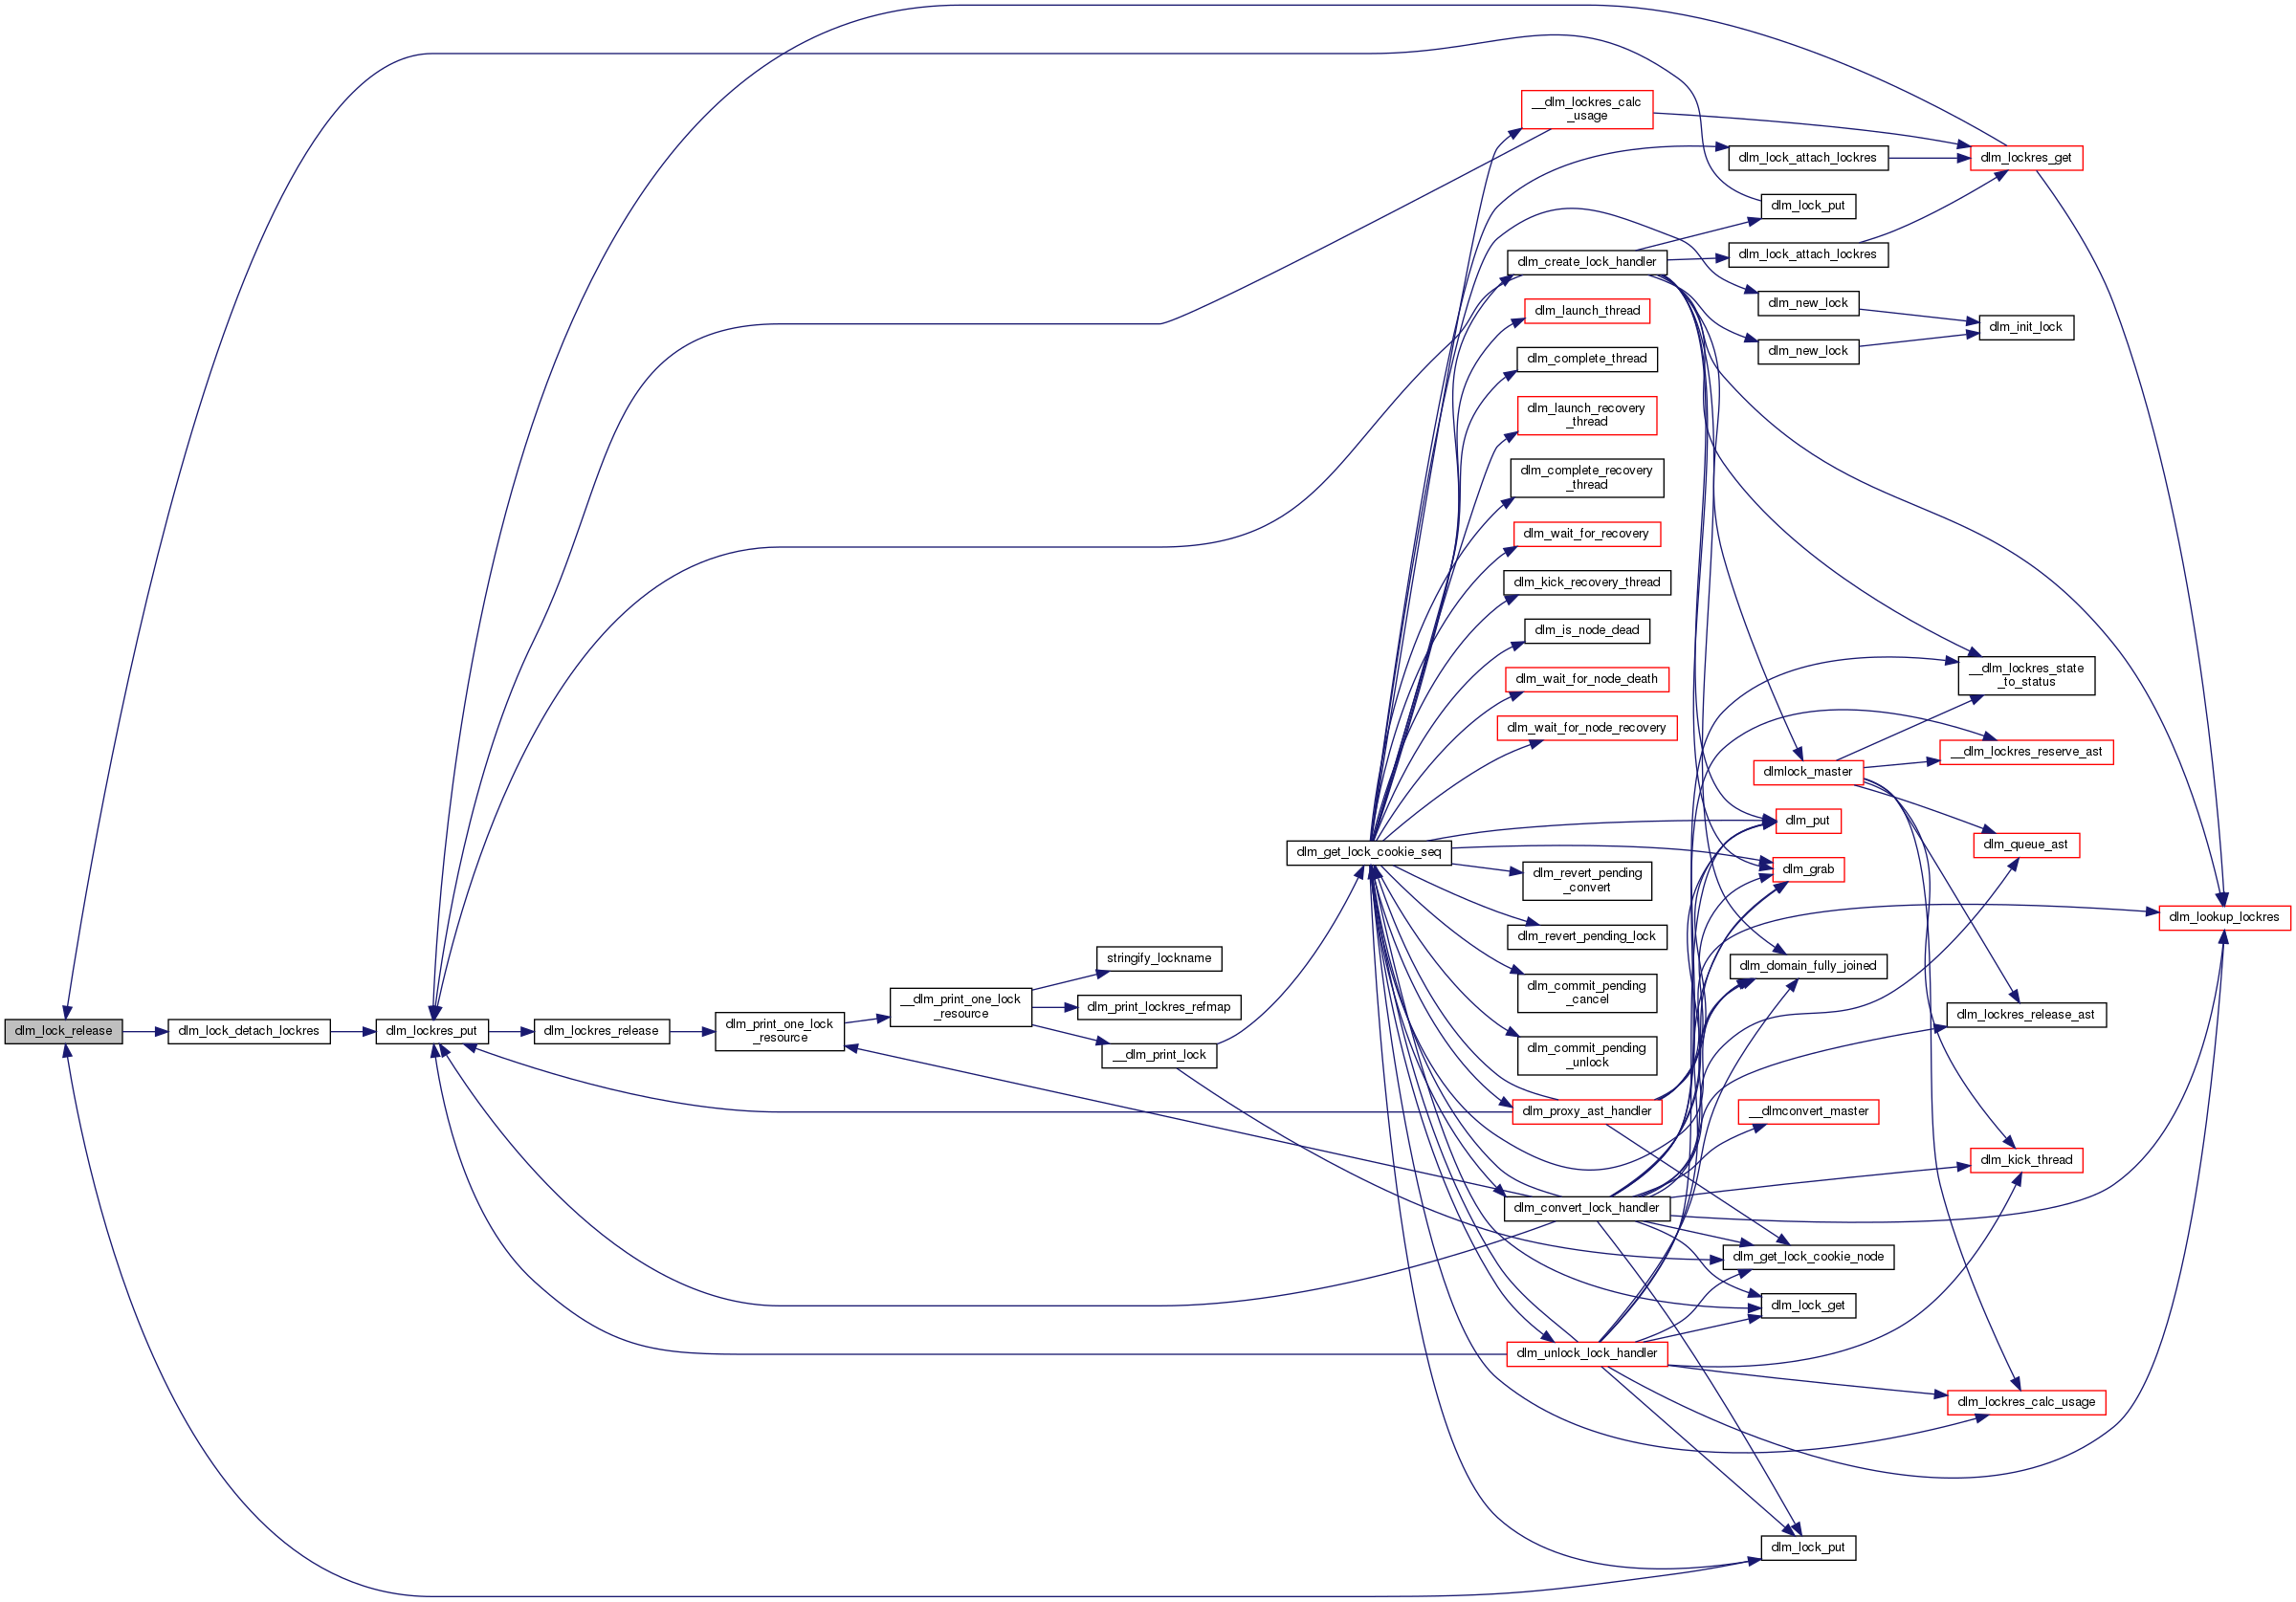 __dlm_lockres_calc
_usage
dlm_lock_attach_lockres
dlm_lockres_get
dlm_lock_put
dlm_create_lock_handler
dlm_lock_attach_lockres
dlm_launch_thread
dlm_new_lock
dlm_init_lock
dlm_new_lock
dlm_complete_thread
dlm_launch_recovery
_thread
dlm_complete_recovery
_thread
dlm_wait_for_recovery
dlm_kick_recovery_thread
dlm_is_node_dead
dlm_wait_for_node_death
__dlm_lockres_state
_to_status
dlm_wait_for_node_recovery
__dlm_lockres_reserve_ast
dlmlock_master
dlm_put
dlm_queue_ast
dlm_get_lock_cookie_seq
dlm_grab
dlm_revert_pending
_convert
dlm_lookup_lockres
dlm_revert_pending_lock
stringify_lockname
dlm_domain_fully_joined
dlm_commit_pending
_cancel
__dlm_print_one_lock
_resource
dlm_print_lockres_refmap
dlm_lockres_release_ast
dlm_lock_release
dlm_lock_detach_lockres
dlm_lockres_put
dlm_lockres_release
dlm_print_one_lock
_resource
__dlm_print_lock
dlm_commit_pending
_unlock
dlm_proxy_ast_handler
__dlmconvert_master
dlm_kick_thread
dlm_convert_lock_handler
dlm_get_lock_cookie_node
dlm_lock_get
dlm_unlock_lock_handler
dlm_lockres_calc_usage
dlm_lock_put